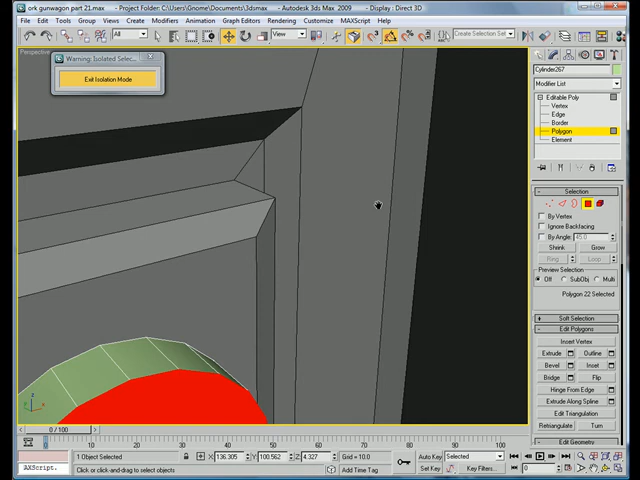 ork gunwagon part 21.max - Project Folder: C:\Users\Gnome\Documents\3dsmax - Autodesk 3ds Max 2009 - Display : Direct 3D
File Edit Tools Group Views Create Modifiers Animation Graph Editors Rendering Customize MAXScript Help
All View Create Selection Set
Perspective
Warning: Isolated Selec...
Exit Isolation Mode
Cylinder267
Modifier List
Editable Poly
Vertex
Edge
Border
Polygon
Element
Selection
By Vertex
Ignore Backfacing
By Angle: 45.0
Shrink Grow
Ring Loop
Preview Selection
Off SubObj Multi
Polygon 22 Selected
Soft Selection
Edit Polygons
Insert Vertex
Extrude Outline
Bevel Inset
Bridge Flip
Hinge From Edge
Extrude Along Spline
Edit Triangulation
Retriangulate Turn
Edit Geometry
0 / 100
0 10 20 30 40 50 60 70 80 90 100
1 Object Selected X: 136.305 Y: 100.562 Z: 4.327 Grid = 10.0 Auto Key Selected
AXScript. Click or click-and-drag to select objects Add Time Tag Set Key Key Filters... 0